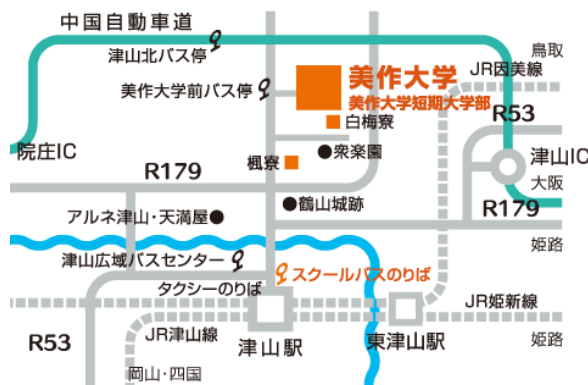 中国自動車道
津山北バス停
鳥取
JR因美線
美作大学前バス停
美作大学
美作大学短期大学部
R53
白梅寮
院庄IC
衆楽園
津山IC
R179
楓寮
大阪
アルネ津山・天満屋
鶴山城跡
R179
姫路
津山広域バスセンター
スクールバスのりば
タクシーのりば
JR姫新線
R53
JR津山線
津山駅
東津山駅
姫路
岡山・四国